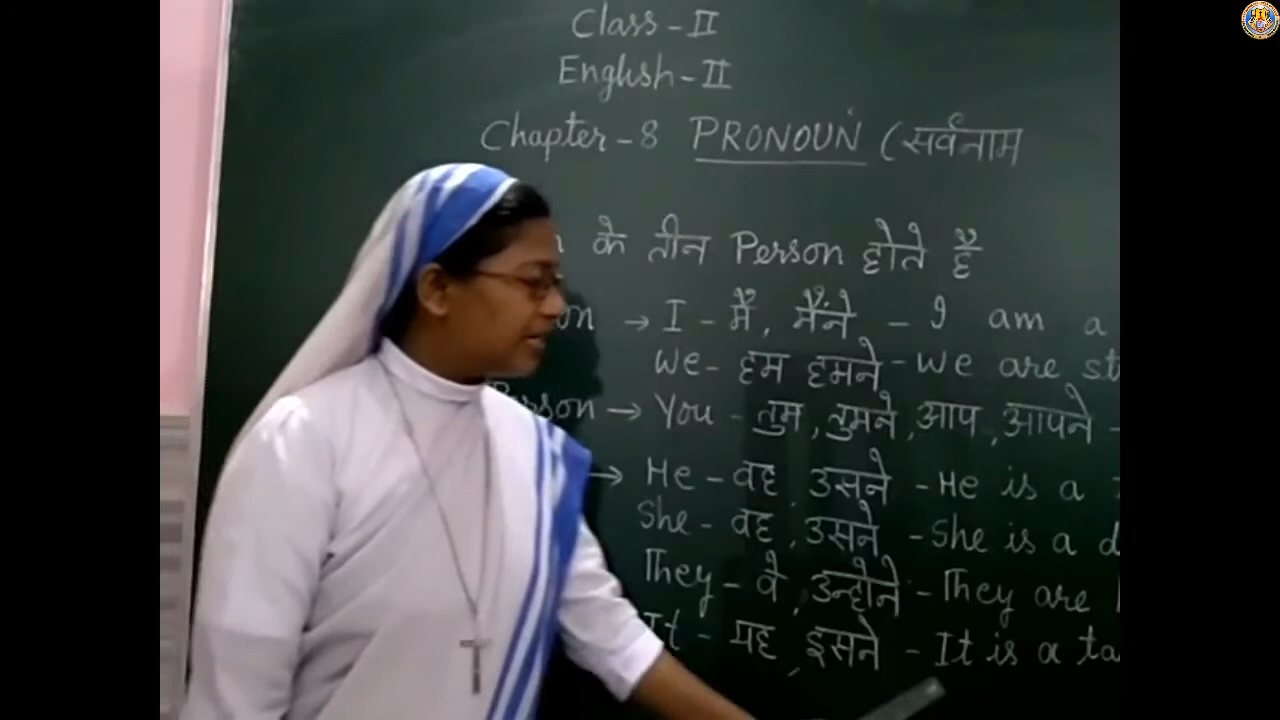 Class - II
English - II
Chapter - 8 PRONOUN (सर्वनाम
के तीन Person होते हैं
→ I - मैं, मैंने - I am a
We - हम हमने - We are
Person → You - तुम, तुमने, आप, आपने -
→ He - वह, उसने - He is a
She - वह, उसने - She is a
They - वे, उन्होंने - They are
It - यह, इसने - It is a